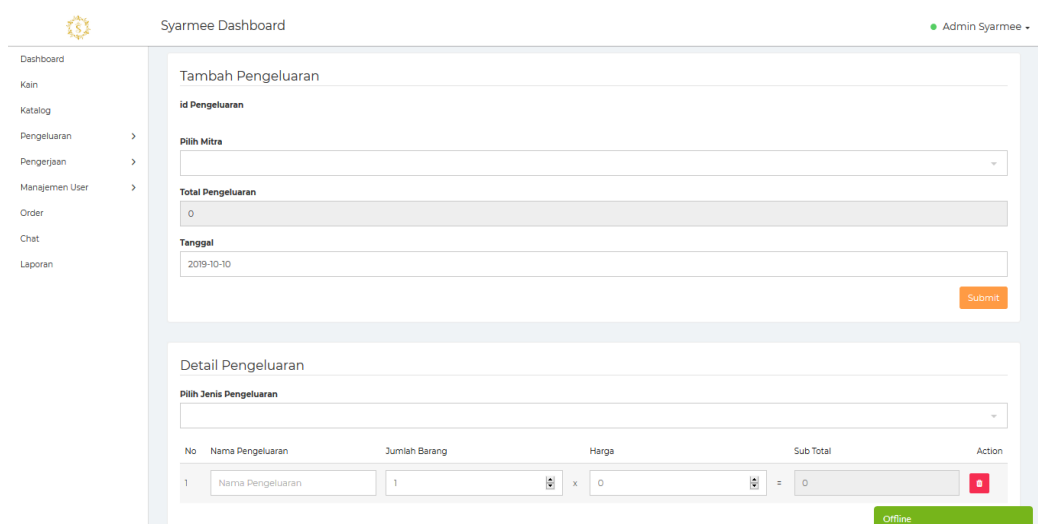 Syarmee Dashboard
Admin Syarmee
Dashboard
Kain
Katalog
Pengeluaran
Pengerjaan
Manajemen User
Order
Chat
Laporan
Tambah Pengeluaran
id Pengeluaran
Pilih Mitra
Total Pengeluaran
0
Tanggal
2019-10-10
Submit
Detail Pengeluaran
Pilih Jenis Pengeluaran
No Nama Pengeluaran Jumlah Barang Harga Sub Total Action
1 Nama Pengeluaran 1 x 0 = 0
Offline